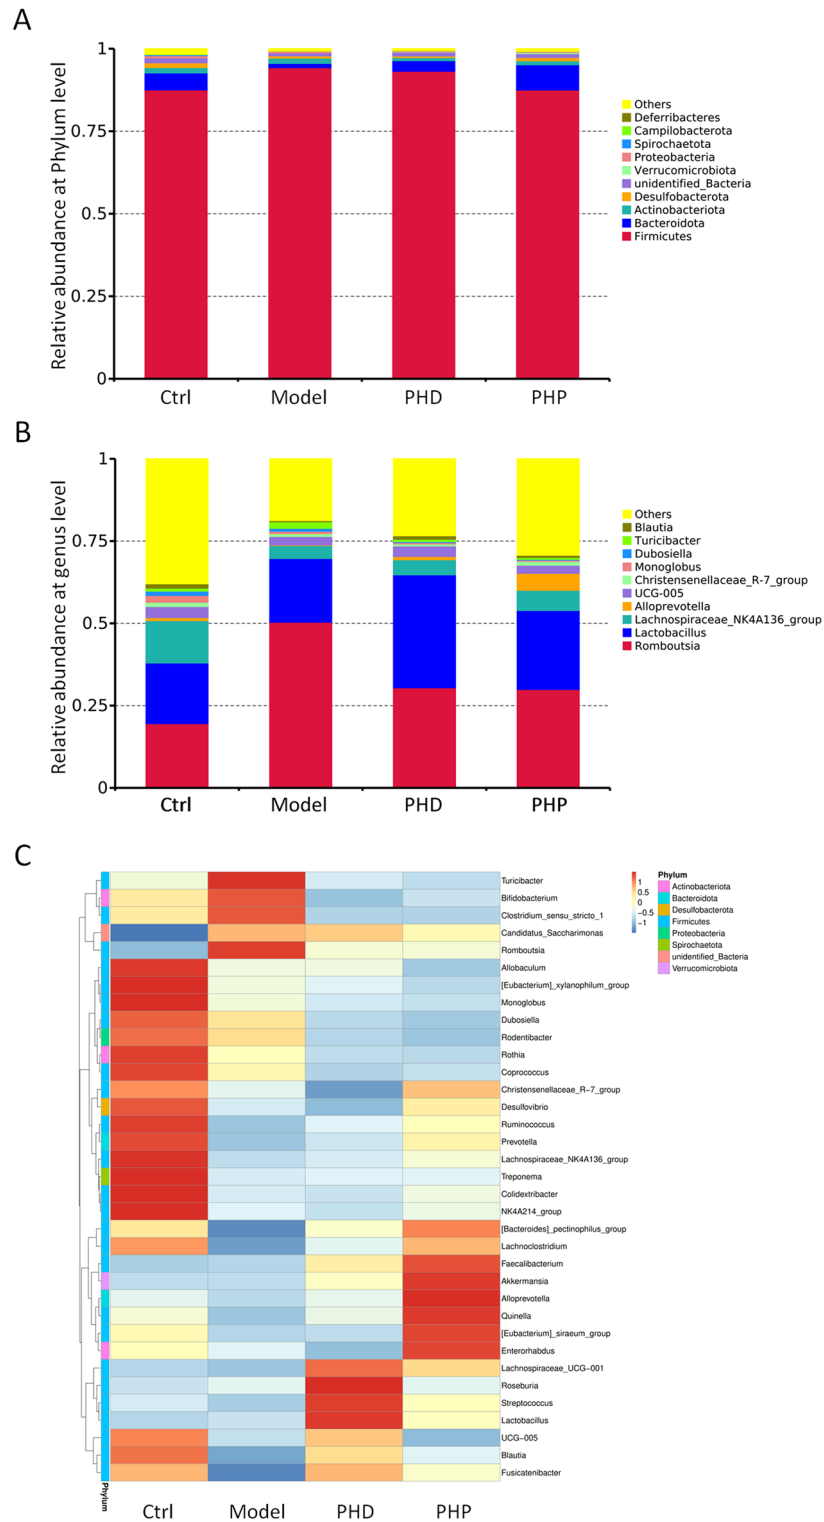 A
Relative abundance at Phylum level
1
0.75
0.5
0.25
0
Ctrl
Model
PHD
PHP
Others
Deferribacteres
Campilobacterota
Spirochaetota
Proteobacteria
Verrucomicrobiota
unidentified_Bacteria
Desulfobacterota
Actinobacteriota
Bacteroidota
Firmicutes
B
Relative abundance at genus level
1
0.75
0.5
0.25
0
Ctrl
Model
PHD
PHP
Others
Blautia
Turicibacter
Dubosiella
Monoglobus
Christensenellaceae_R-7_group
UCG-005
Alloprevotella
Lachnospiraceae_NK4A136_group
Lactobacillus
Romboutsia
C
Turicibacter
Bifidobacterium
Clostridium_sensu_stricto_1
Candidatus_Saccharimonas
Romboutsia
Allobaculum
[Eubacterium]_xylanophilum_group
Monoglobus
Dubosiella
Rodentibacter
Rothia
Coprococcus
Christensenellaceae_R−7_group
Desulfovibrio
Ruminococcus
Prevotella
Lachnospiraceae_NK4A136_group
Treponema
Colidextribacter
NK4A214_group
[Bacteroides]_pectinophilus_group
Lachnoclostridium
Faecalibacterium
Akkermansia
Alloprevotella
Quinella
[Eubacterium]_siraeum_group
Enterorhabdus
Lachnospiraceae_UCG−001
Roseburia
Streptococcus
Lactobacillus
UCG−005
Blautia
Fusicatenibacter
1
0.5
0
−0.5
−1
Phylum
Actinobacteriota
Bacteroidota
Desulfobacterota
Firmicutes
Proteobacteria
Spirochaetota
unidentified_Bacteria
Verrucomicrobiota
Phylum
Ctrl
Model
PHD
PHP